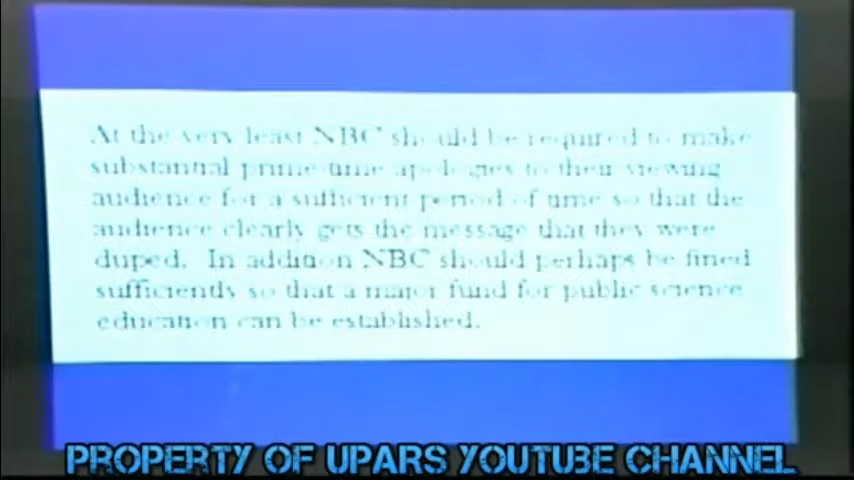 At the very least NBC should be required to make
substantial prime-time apologies to their viewing
audience for a sufficient period of time so that the
audience clearly gets the message that they were
duped. In addition NBC should perhaps be fined
sufficiently so that a major fund for public science
education can be established.
PROPERTY OF UPARS YOUTUBE CHANNEL